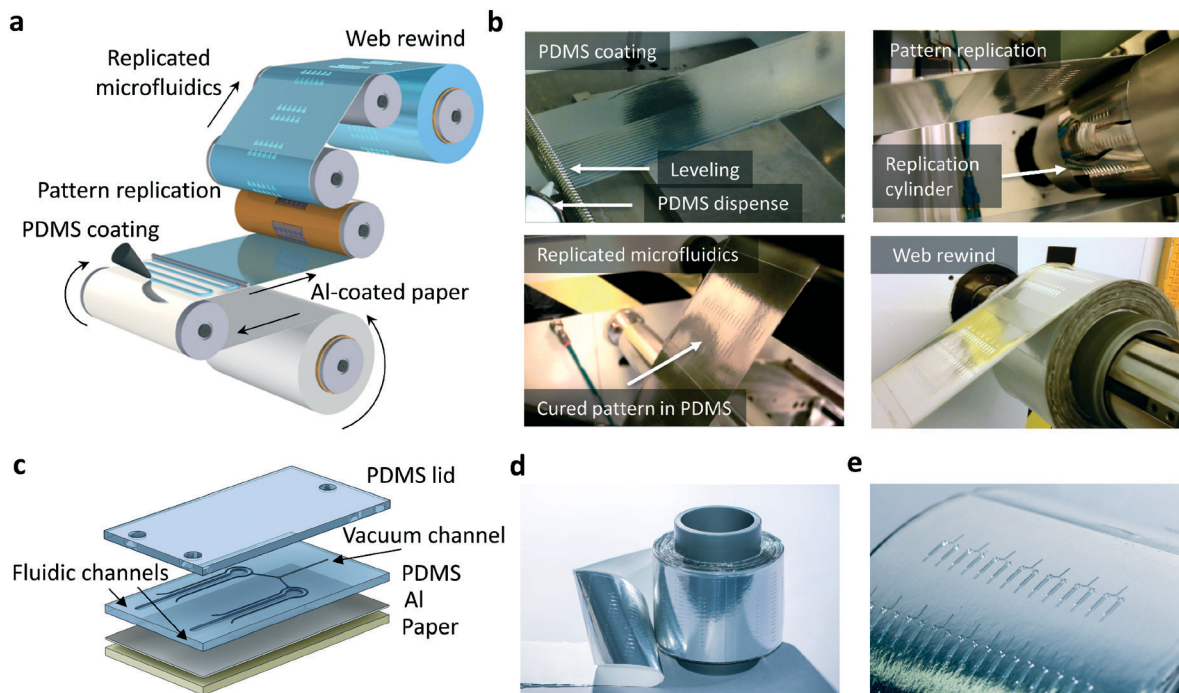 a
Replicated
microfluidics
Web rewind
Pattern replication
PDMS coating
Al-coated paper
b
PDMS coating
Leveling
PDMS dispense
Pattern replication
Replication
cylinder
Replicated microfluidics
Cured pattern in PDMS
Web rewind
c
PDMS lid
Vacuum channel
Fluidic channels
PDMS
Al
Paper
d
e